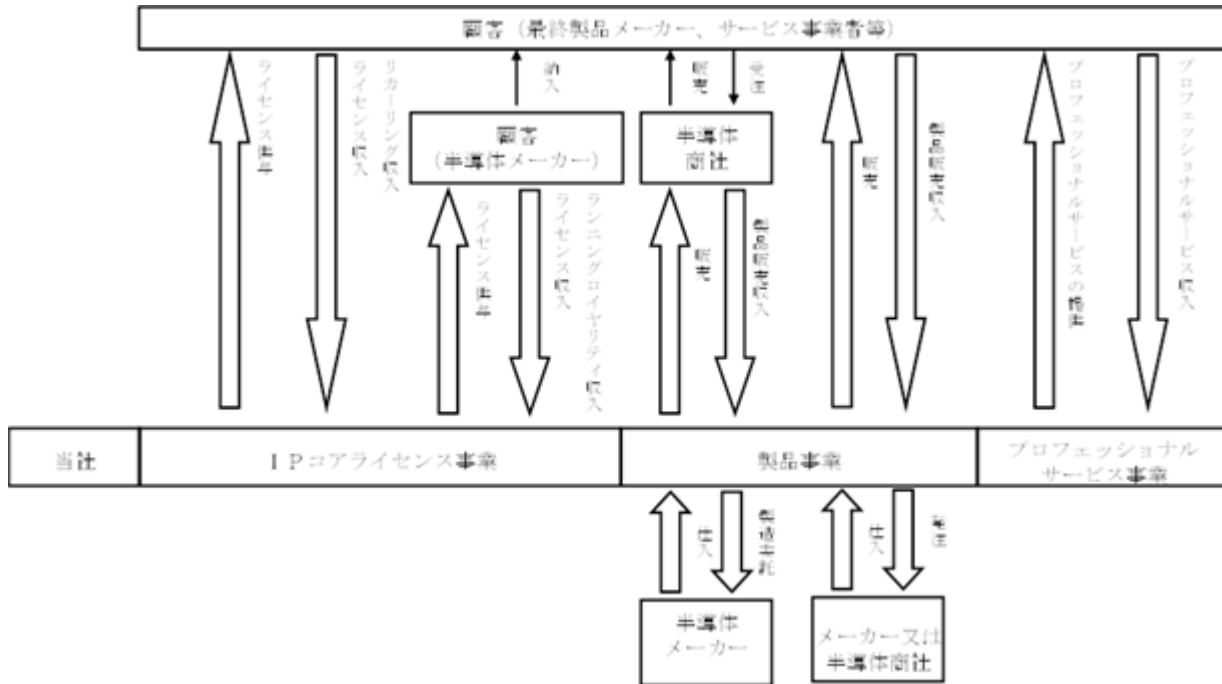 顧客（最終製品メーカー、サービス事業者等）
ライセンス供与
リカーリング収入
ライセンス収入
納入
販売
受注
販売
製品販売収入
プロフェッショナルサービスの提供
プロフェッショナルサービス収入
顧客
（半導体メーカー）
半導体
商社
ライセンス供与
ランニングロイヤリティ収入
ライセンス収入
販売
製品販売収入
当社
ＩＰコアライセンス事業
製品事業
プロフェッショナル
サービス事業
仕入
製造委託
仕入
発注
半導体
メーカー
メーカー又は
半導体商社